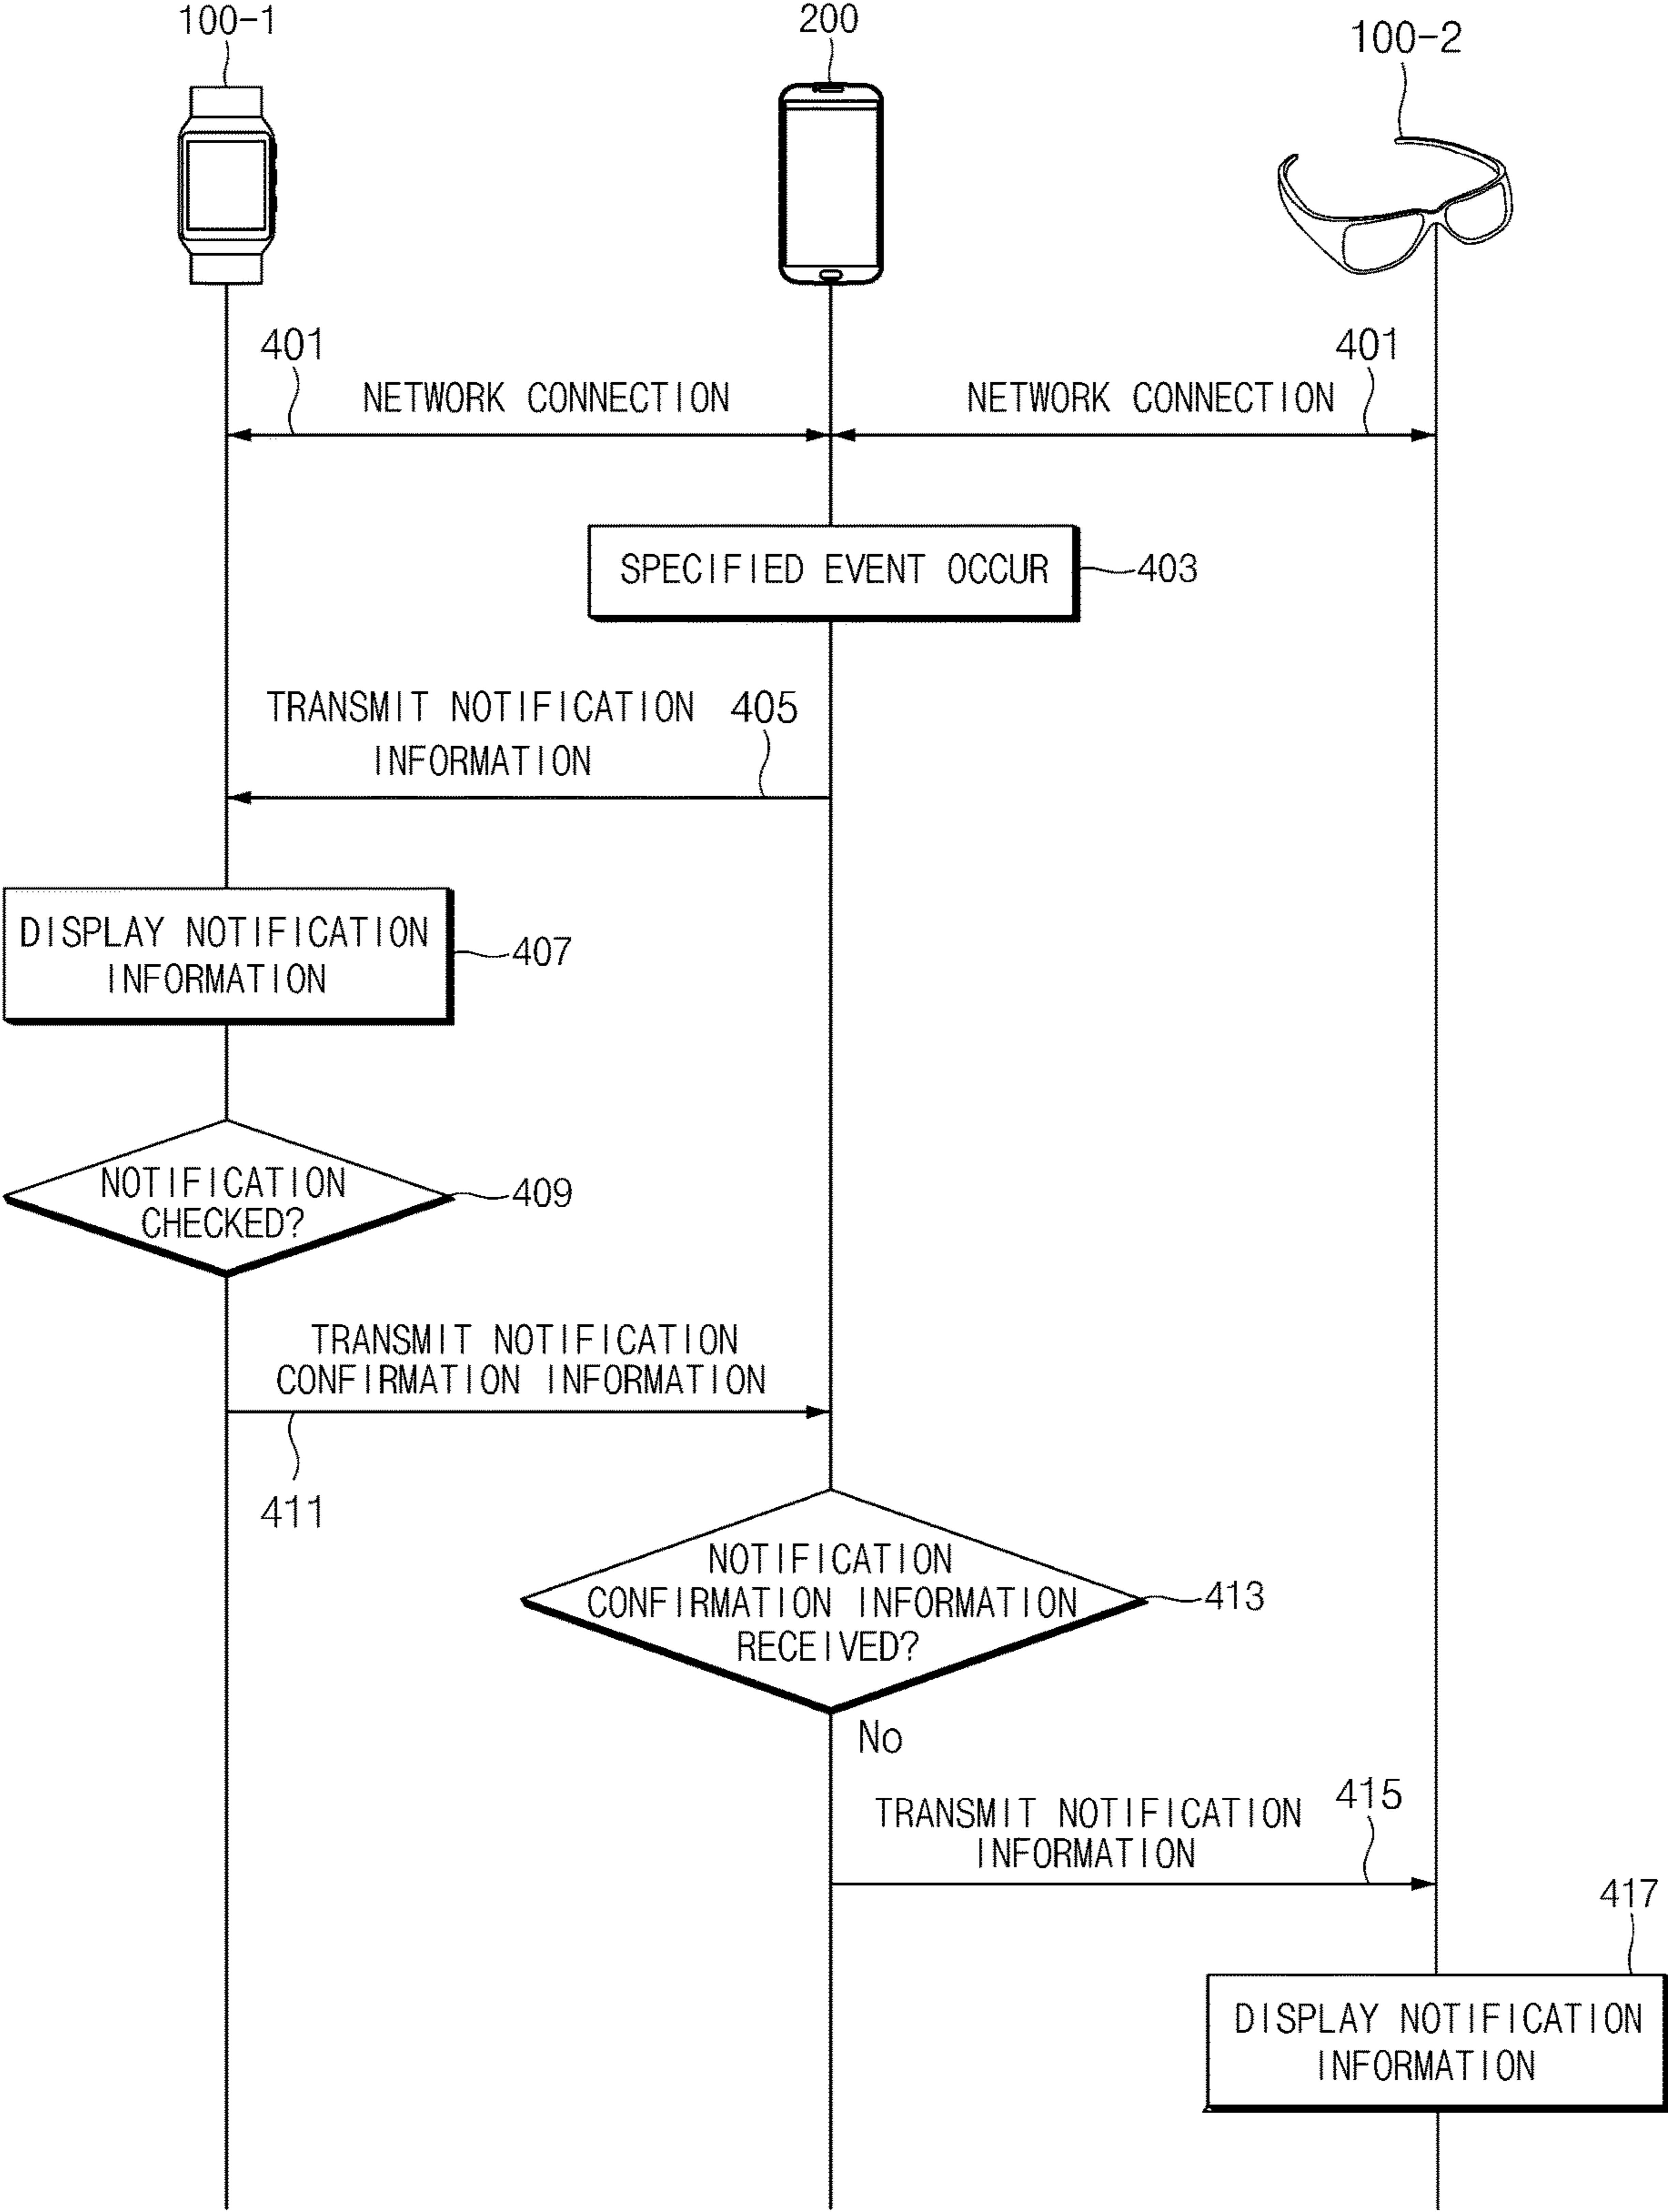 100-1
200
100-2
401
401
NETWORK CONNECTION
NETWORK CONNECTION
SPECIFIED EVENT OCCUR
403
TRANSMIT NOTIFICATION
405
INFORMATION
DISPLAY NOTIFICATION
INFORMATION
407
NOTIFICATION
CHECKED?
409
TRANSMIT NOTIFICATION
CONFIRMATION INFORMATION
411
NOTIFICATION
CONFIRMATION INFORMATION
RECEIVED?
413
No
415
TRANSMIT NOTIFICATION
INFORMATION
417
DISPLAY NOTIFICATION
INFORMATION